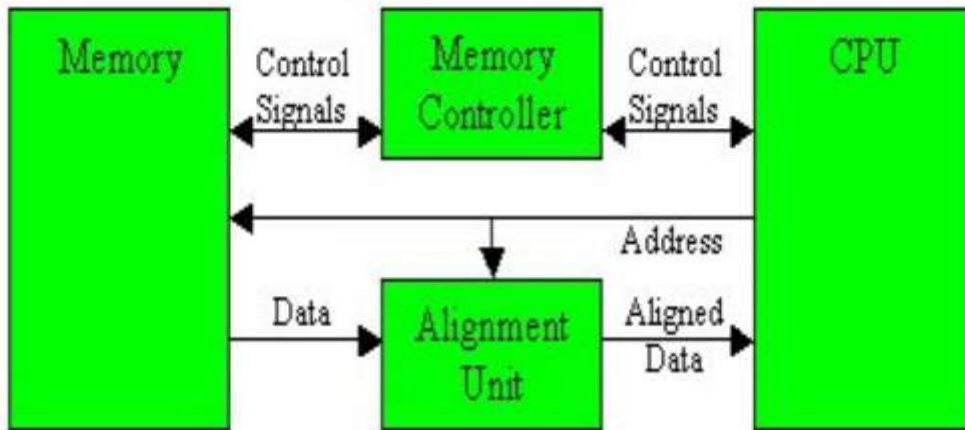 Memory
Control
Signals
Memory
Controller
Control
Signals
CPU
Address
Data
Alignment
Unit
Aligned
Data